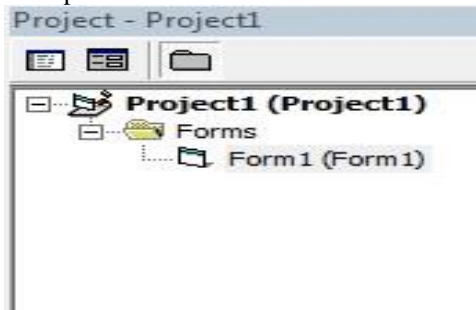 Project - Project1
Project1 (Project1)
Forms
Form1 (Form1)